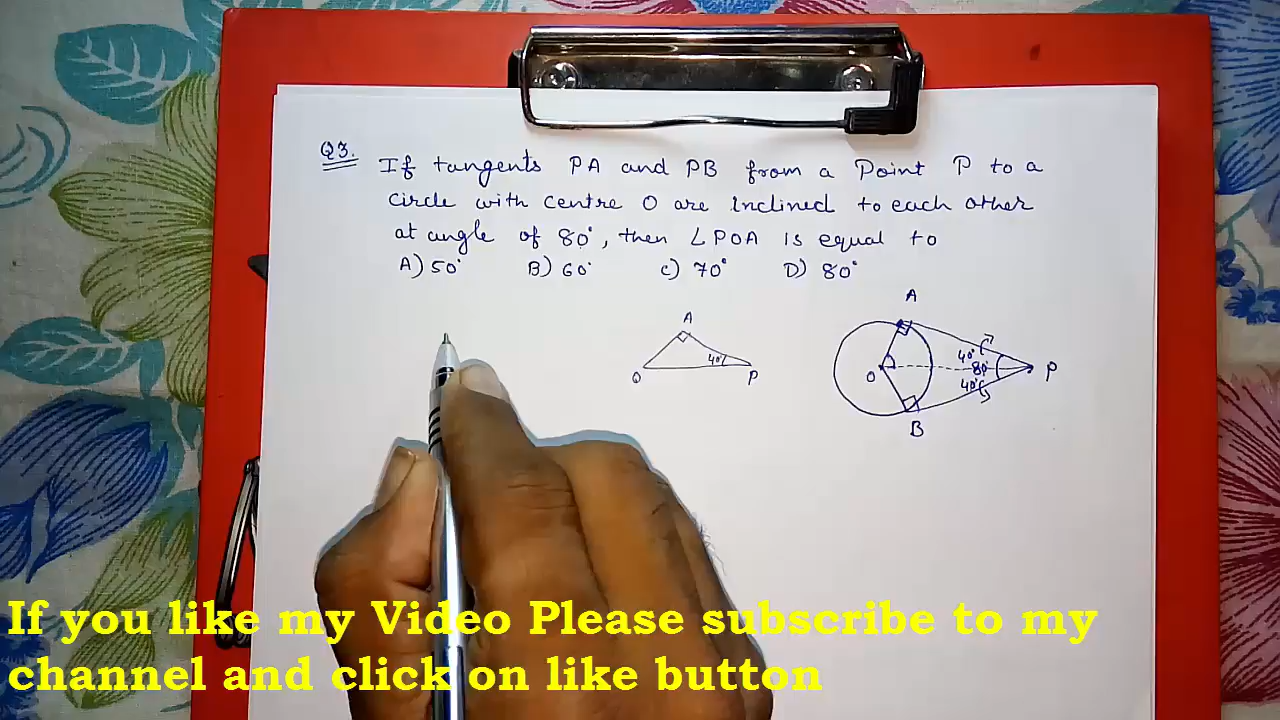 Q3. If tangents PA and PB from a Point P to a
circle with centre O are Inclined to each other
at angle of 80°, then ∠POA is equal to
A) 50° B) 60° C) 70° D) 80°
A
A
40°
O
P
40°
80°
40°
O
P
B
If you like my Video Please subscribe to my
channel and click on like button